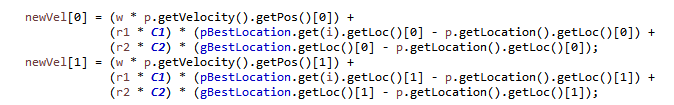 newVel[0] = (w * p.getVelocity().getPos()[0]) +
(r1 * C1) * (pBestLocation.get(i).getLoc()[0] - p.getLocation().getLoc()[0]) +
(r2 * C2) * (gBestLocation.getLoc()[0] - p.getLocation().getLoc()[0]);
newVel[1] = (w * p.getVelocity().getPos()[1]) +
(r1 * C1) * (pBestLocation.get(i).getLoc()[1] - p.getLocation().getLoc()[1]) +
(r2 * C2) * (gBestLocation.getLoc()[1] - p.getLocation().getLoc()[1]);